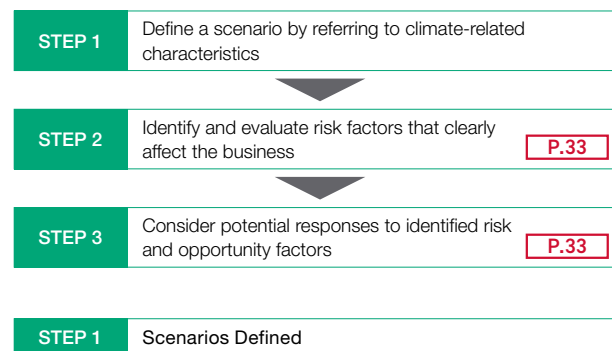 STEP 1
Define a scenario by referring to climate-related
characteristics
STEP 2
Identify and evaluate risk factors that clearly
affect the business
P.33
STEP 3
Consider potential responses to identified risk
and opportunity factors
P.33
STEP 1
Scenarios Defined